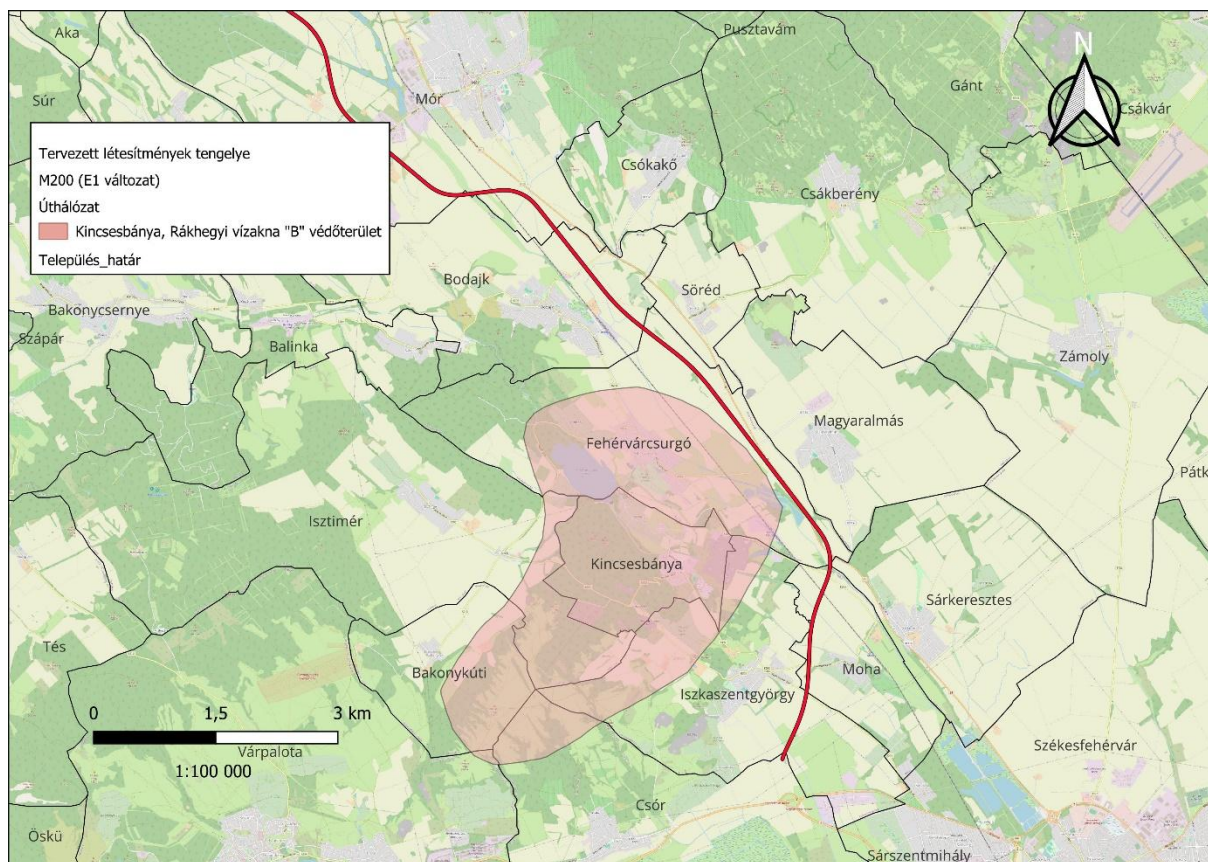 Aka
Pusztavám
N
Gánt
Csákvár
Súr
Mór
Tervezett létesítmények tengelye
M200 (E1 változat)
Úthálózat
Kincsesbánya, Rákhegyi vízakna "B" védőterület
Település_határ
Csókakő
Csákberény
Bodajk
Söréd
Bakonycsernye
Szápár
Balinka
Zámoly
Fehérvárcsurgó
Magyaralmás
Pátk
Isztimér
Kincsesbánya
Sárkeresztes
Tés
Bakonykúti
Moha
Iszkaszentgyörgy
0 1,5 3 km
Várpalota
1:100 000
Székesfehérvár
Csór
Öskü
Sárszentmihály